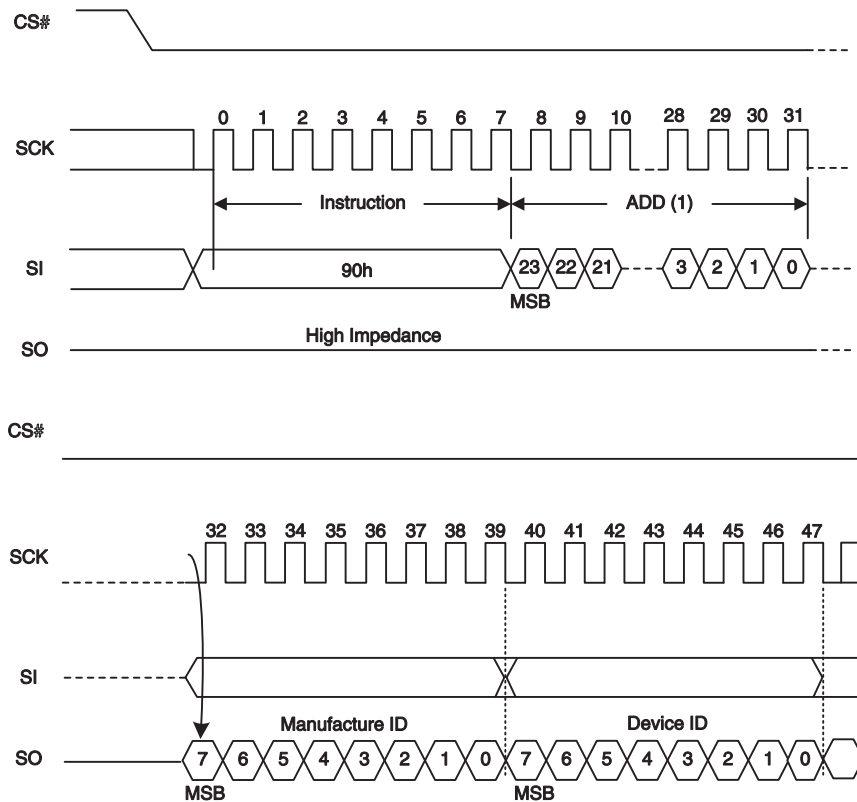 CS#
0 1 2 3 4 5 6 7 8 9 10 28 29 30 31
SCK
Instruction ADD (1)
SI 90h 23 22 21 3 2 1 0
MSB
High Impedance
SO
CS#
32 33 34 35 36 37 38 39 40 41 42 43 44 45 46 47
SCK
SI
Manufacture ID Device ID
SO 7 6 5 4 3 2 1 0 7 6 5 4 3 2 1 0
MSB MSB